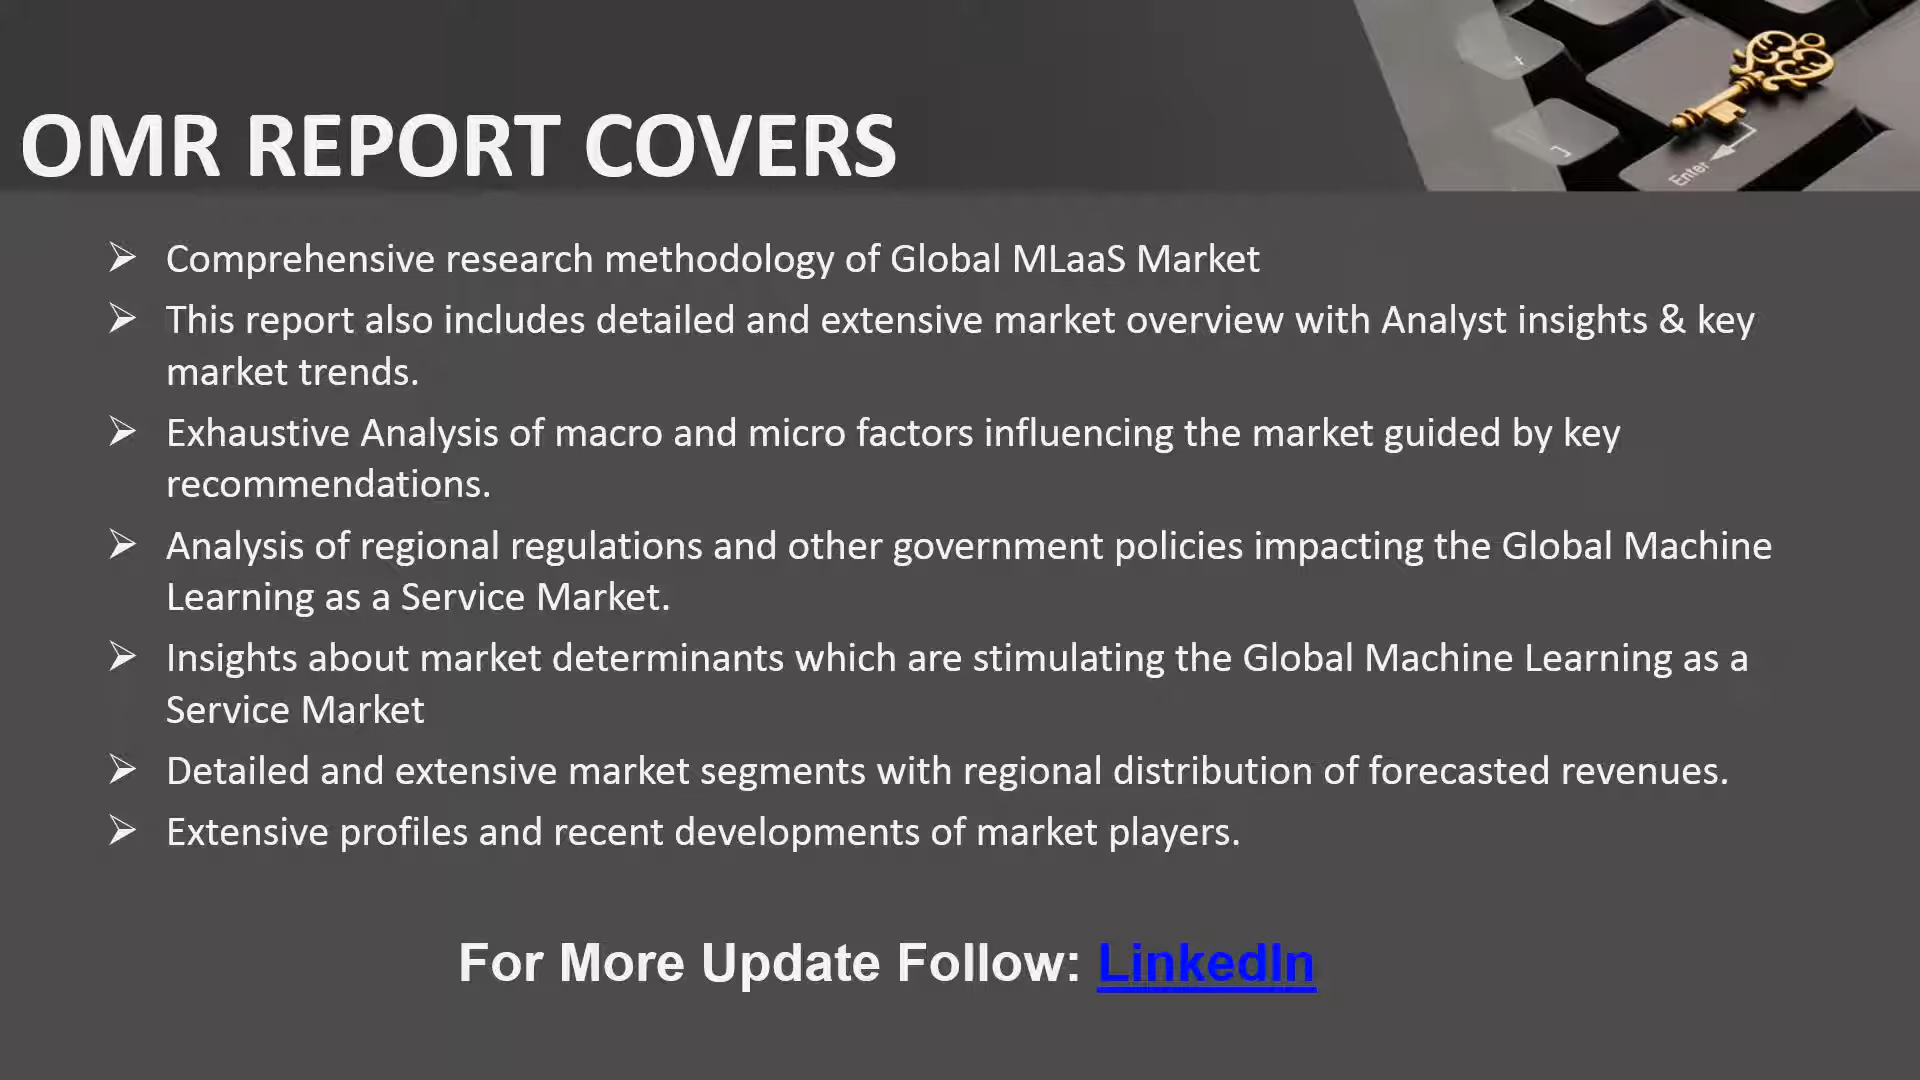 OMR REPORT COVERS
Enter
Comprehensive research methodology of Global MLaaS Market
This report also includes detailed and extensive market overview with Analyst insights & key
market trends.
Exhaustive Analysis of macro and micro factors influencing the market guided by key
recommendations.
Analysis of regional regulations and other government policies impacting the Global Machine
Learning as a Service Market.
Insights about market determinants which are stimulating the Global Machine Learning as a
Service Market
Detailed and extensive market segments with regional distribution of forecasted revenues.
Extensive profiles and recent developments of market players.
For More Update Follow: LinkedIn